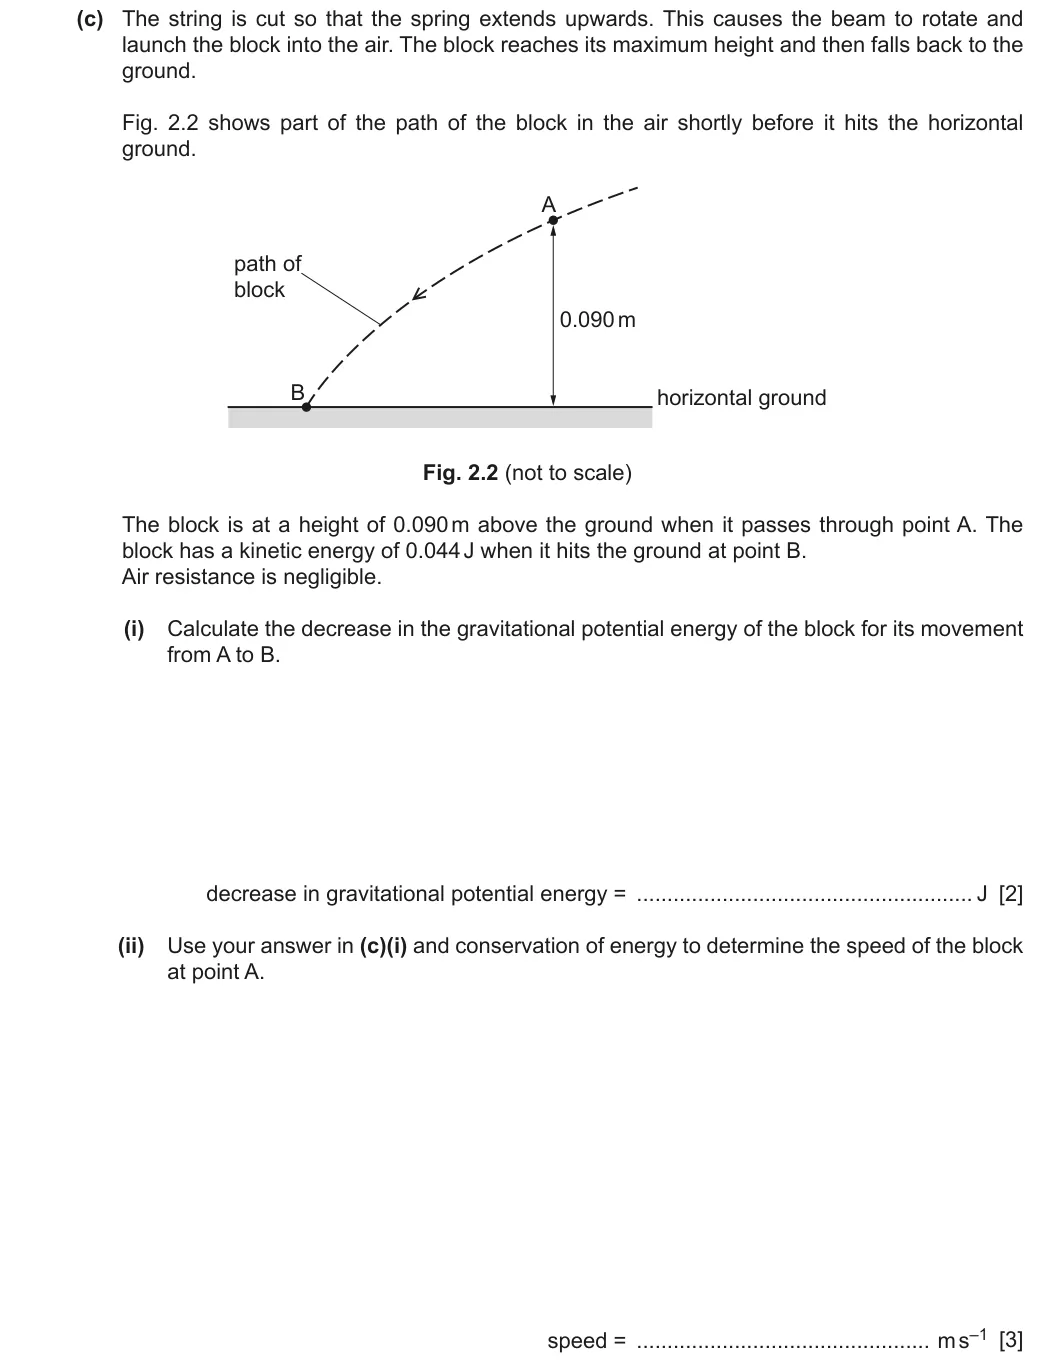 (c) The string is cut so that the spring extends upwards. This causes the beam to rotate and
launch the block into the air. The block reaches its maximum height and then falls back to the
ground.
Fig. 2.2 shows part of the path of the block in the air shortly before it hits the horizontal
ground.
A
path of
block
0.090 m
B
horizontal ground
Fig. 2.2 (not to scale)
The block is at a height of 0.090 m above the ground when it passes through point A. The
block has a kinetic energy of 0.044 J when it hits the ground at point B.
Air resistance is negligible.
(i) Calculate the decrease in the gravitational potential energy of the block for its movement
from A to B.
decrease in gravitational potential energy = ....................................................... J [2]
(ii) Use your answer in (c)(i) and conservation of energy to determine the speed of the block
at point A.
speed = ................................................ m s⁻¹ [3]